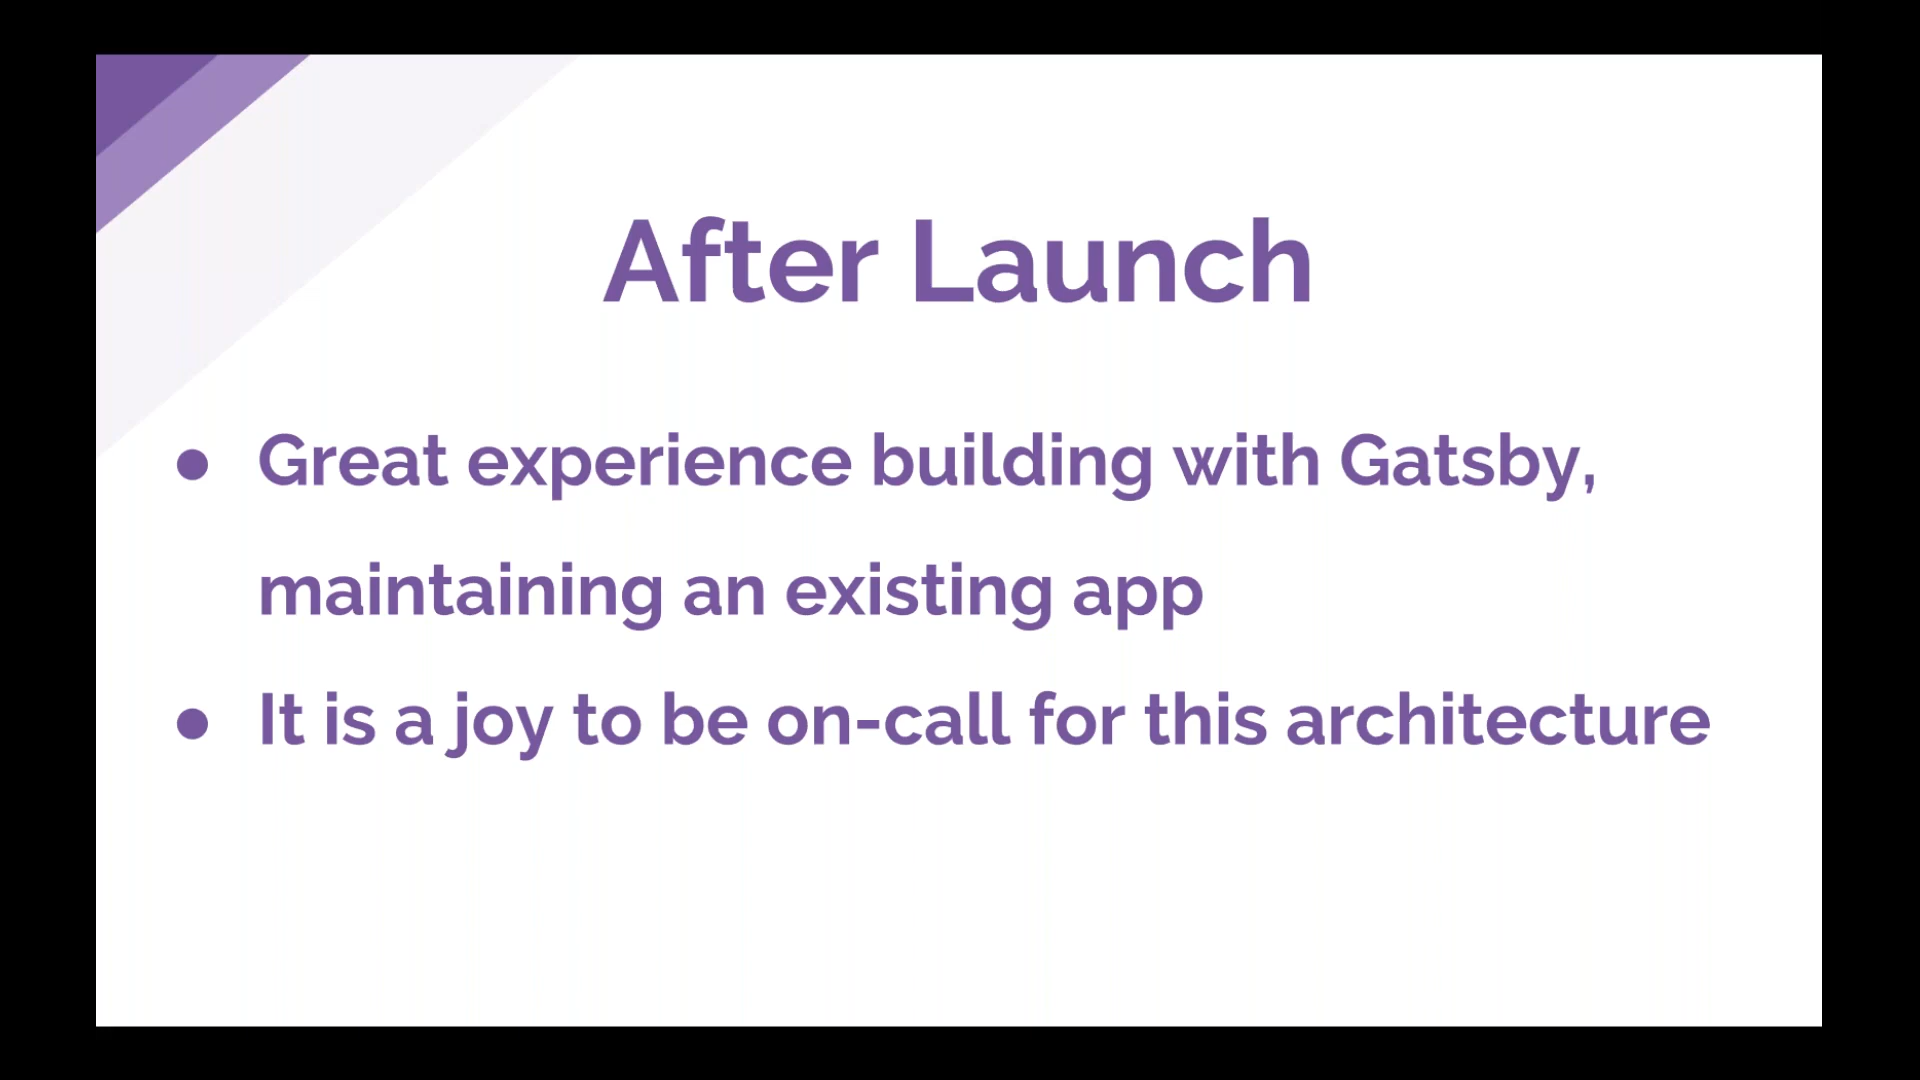 After Launch
● Great experience building with Gatsby,
maintaining an existing app
● It is a joy to be on-call for this architecture